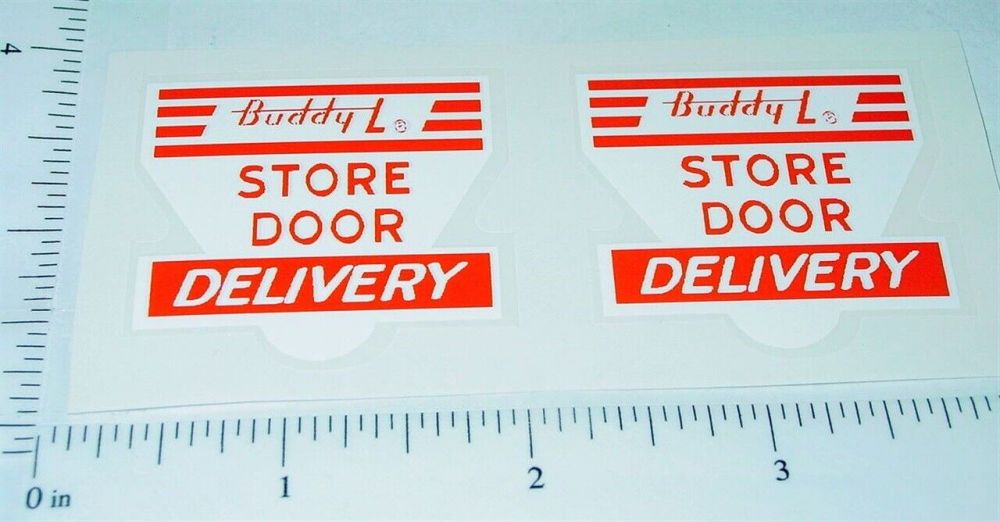 Buddy L ®
STORE
DOOR
DELIVERY
Buddy L ®
STORE
DOOR
DELIVERY
4
0 in
1
2
3